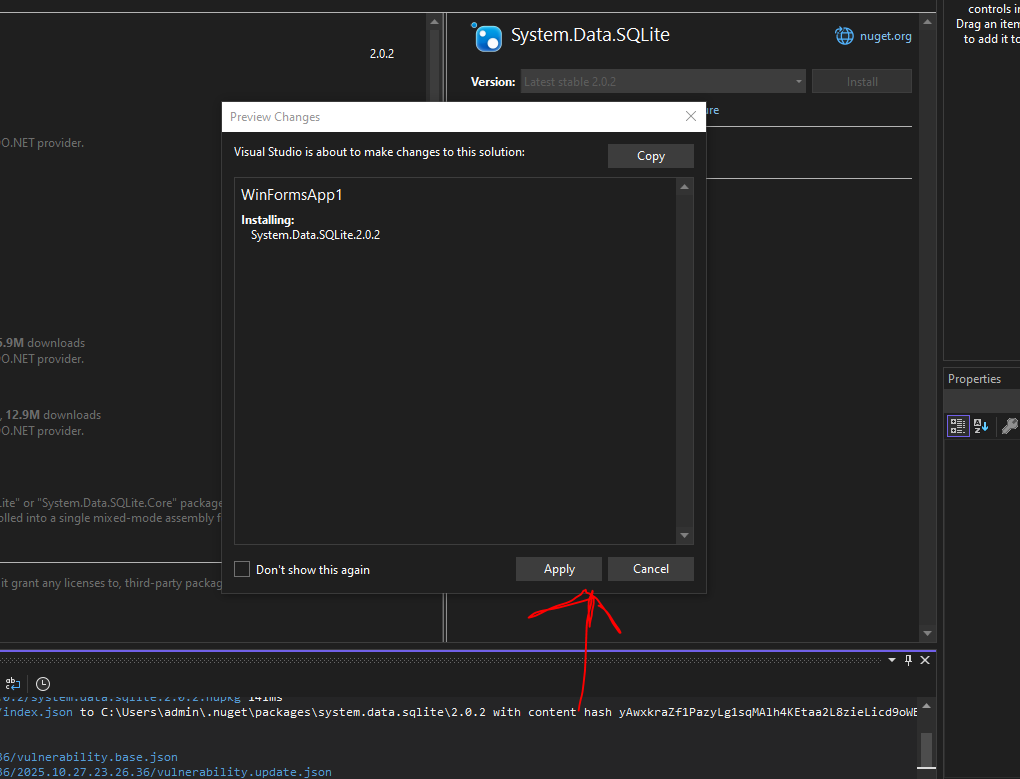 controls in
Drag an item
to add it to
2.0.2
System.Data.SQLite
nuget.org
Version:
Latest stable 2.0.2
Install
ure
O.NET provider.
Preview Changes
Visual Studio is about to make changes to this solution:
Copy
WinFormsApp1
Installing:
System.Data.SQLite.2.0.2
5.9M downloads
O.NET provider.
, 12.9M downloads
O.NET provider.
Lite" or "System.Data.SQLite.Core" package
olled into a single mixed-mode assembly f
Don't show this again
Apply
Cancel
it grant any licenses to, third-party packag
Properties
.0.2/system.data.sqlite.2.0.2.nupkg 141ms
/index.json to C:\Users\admin\.nuget\packages\system.data.sqlite\2.0.2 with content hash yAwxkraZf1PazyLg1sqMAlh4KEtaa2L8zieLicd9oWE
36/vulnerability.base.json
36/2025.10.27.23.26.36/vulnerability.update.json